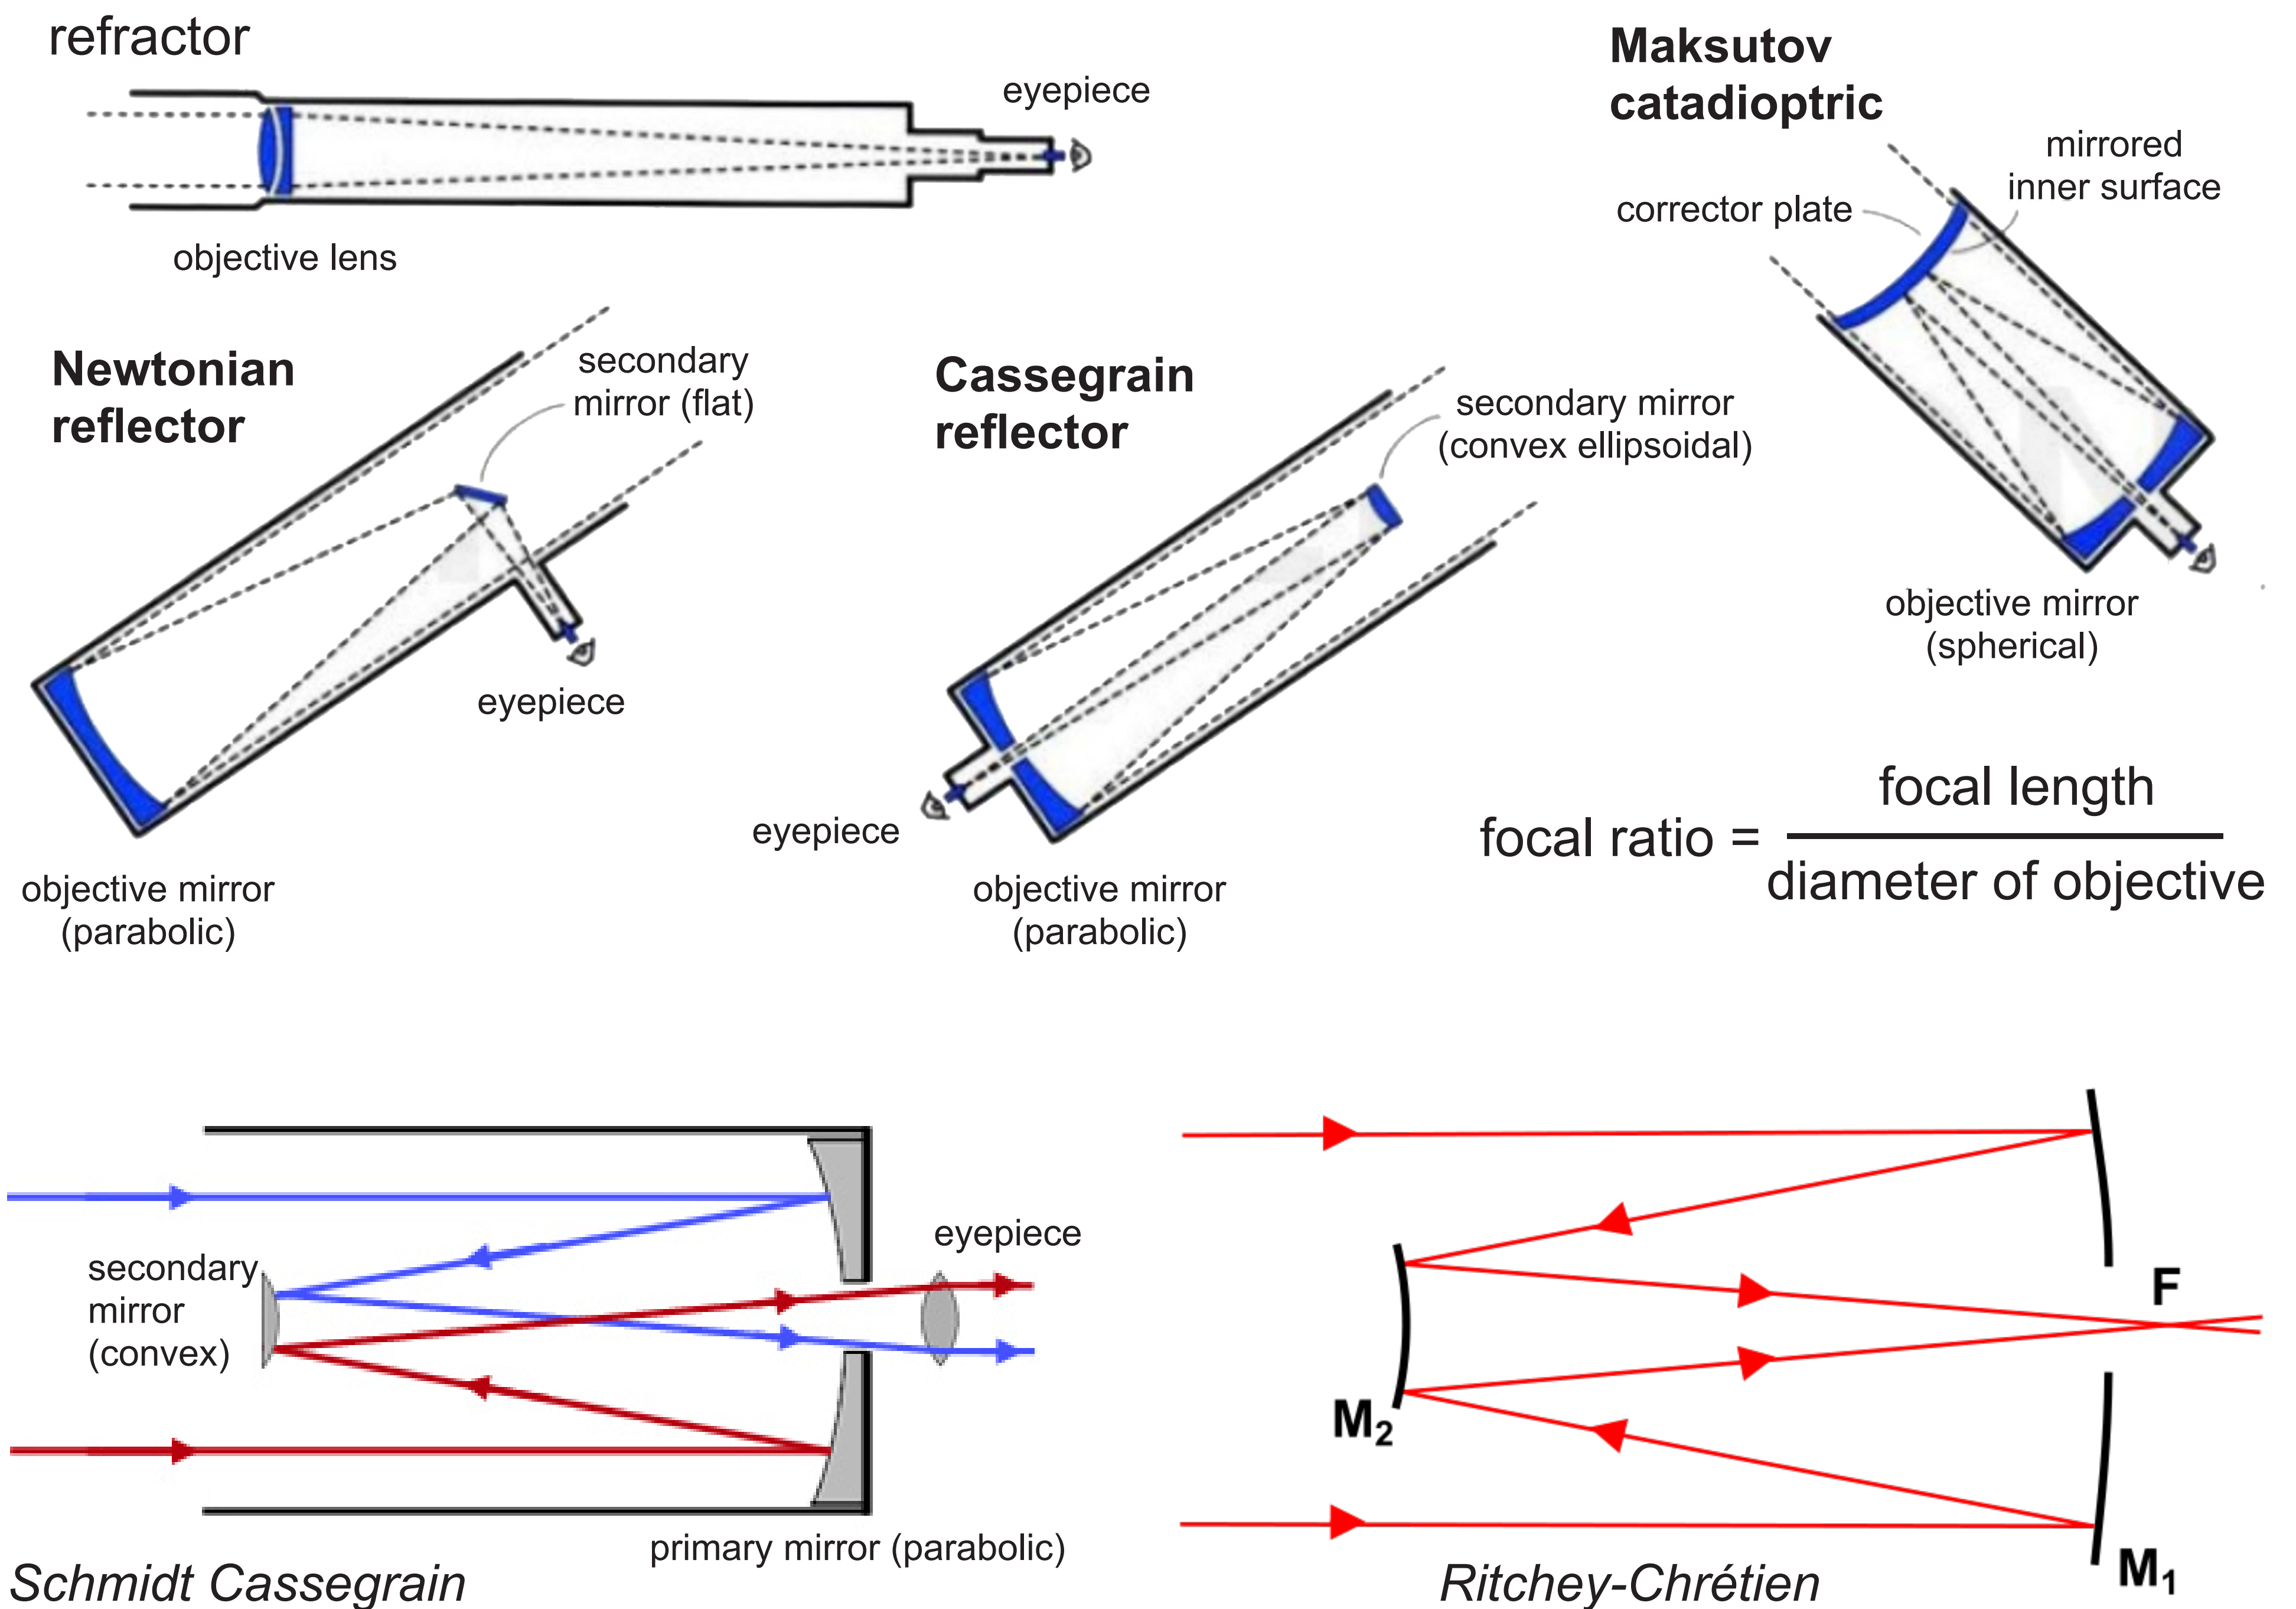 refractor
eyepiece
objective lens
Maksutov
catadioptric
mirrored
inner surface
corrector plate
objective mirror
(spherical)
Newtonian
reflector
secondary
mirror (flat)
eyepiece
objective mirror
(parabolic)
Cassegrain
reflector
secondary mirror
(convex ellipsoidal)
eyepiece
objective mirror
(parabolic)
focal ratio = focal length
diameter of objective
secondary
mirror
(convex)
eyepiece
primary mirror (parabolic)
Schmidt Cassegrain
F
M₂
M₁
Ritchey-Chrétien